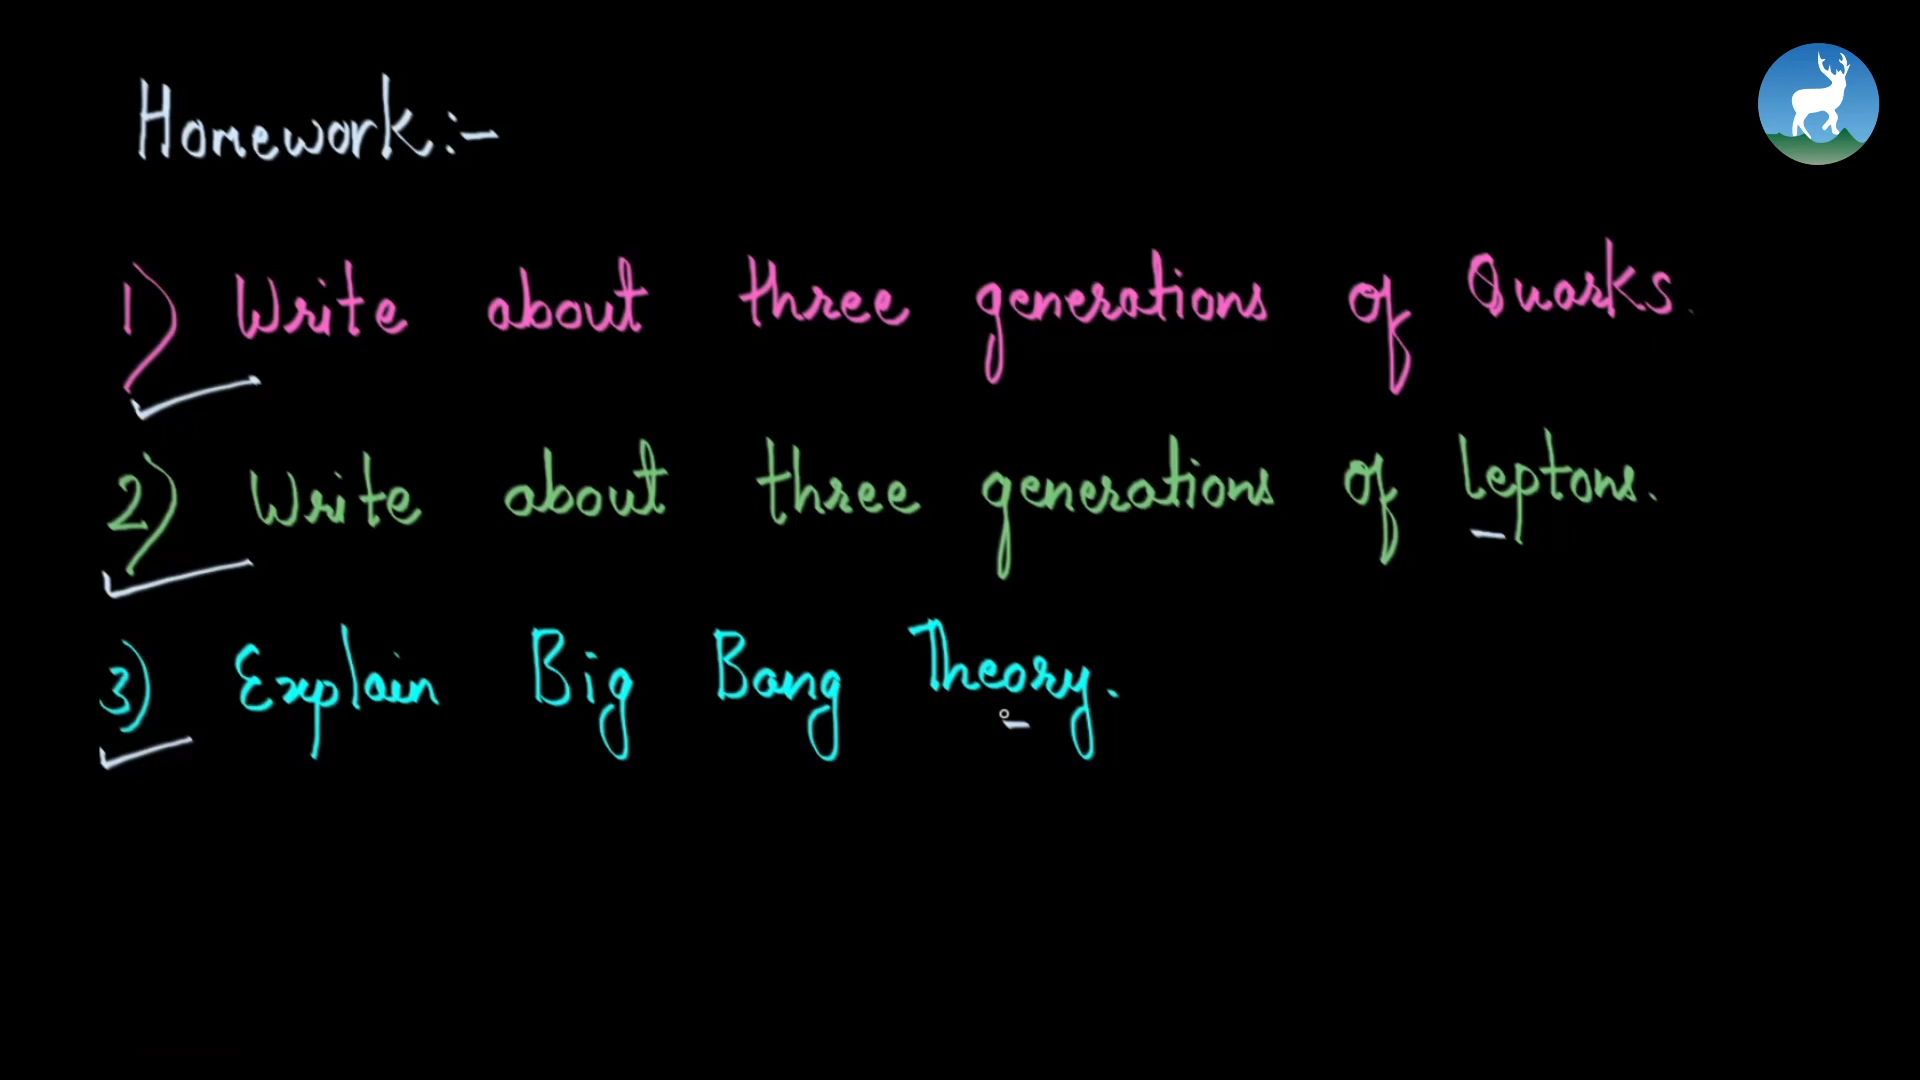 Homework:-
1) Write about three generations of Quarks.
2) Write about three generations of leptons.
3) Explain Big Bang Theory.